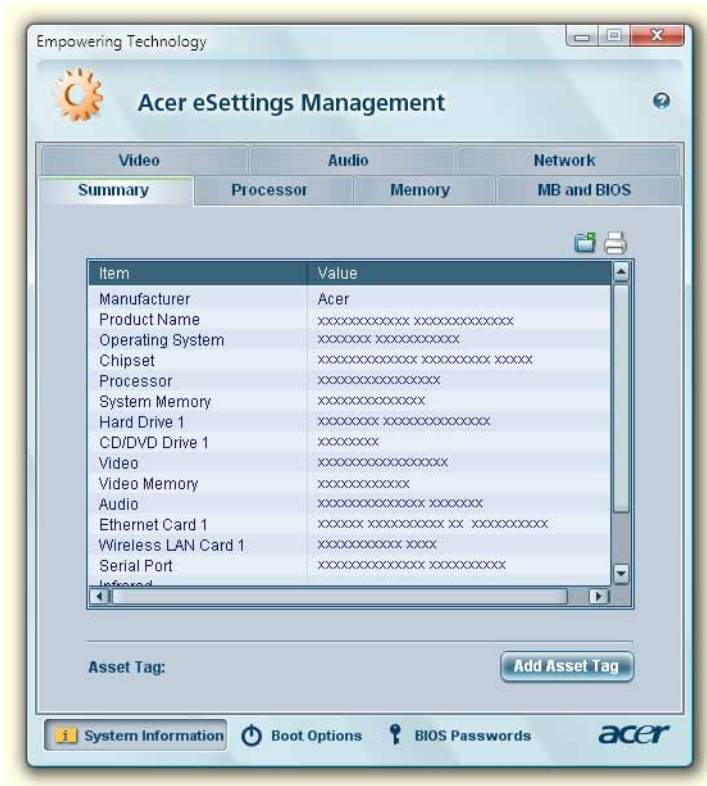 Empowering Technology
Acer eSettings Management
Video Audio Network
Summary Processor Memory MB and BIOS
Item Value
Manufacturer Acer
Product Name xxxxxxxxxxxx xxxxxxxxxxxxx
Operating System xxxxxxx xxxxxxxxxxx
Chipset xxxxxxxxxxxxx xxxxxxxxx xxxxx
Processor xxxxxxxxxxxxxxxx
System Memory xxxxxxxxxxxxxx
Hard Drive 1 xxxxxxxx xxxxxxxxxxxxxx
CD/DVD Drive 1 xxxxxxxx
Video xxxxxxxxxxxxxxxxx
Video Memory xxxxxxxxxxxx
Audio xxxxxxxxxxxxxx xxxxxxx
Ethernet Card 1 xxxxxx xxxxxxxxxx xx xxxxxxxxxx
Wireless LAN Card 1 xxxxxxxxxxx xxxx
Serial Port xxxxxxxxxxxxxx xxxxxxxxxx
Infrared
Asset Tag: Add Asset Tag
System Information Boot Options BIOS Passwords acer